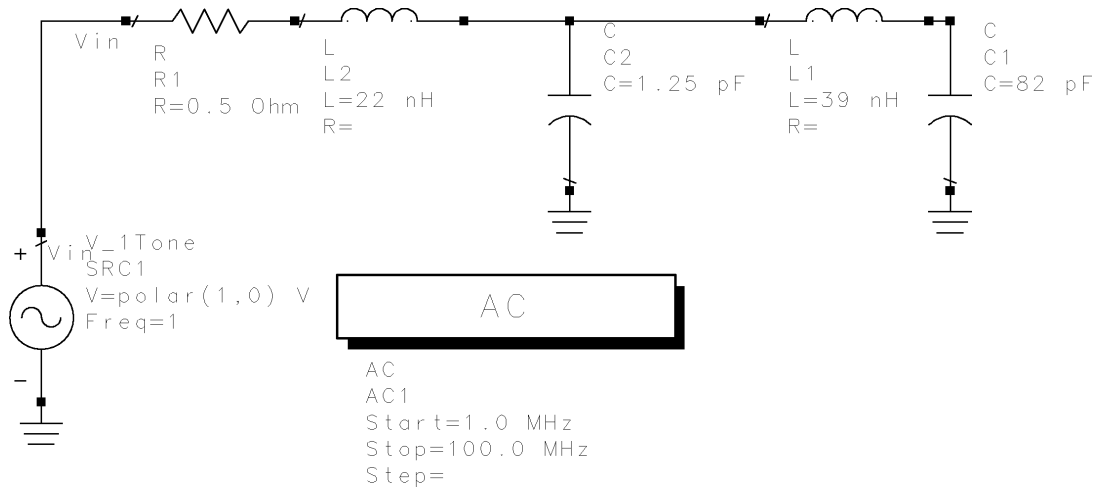 Vin
R
R1
R=0.5 Ohm
L
L2
L=22 nH
R=
C
C2
C=1.25 pF
L
L1
L=39 nH
R=
C
C1
C=82 pF
+
Vin
V_1Tone
SRC1
V=polar(1,0) V
Freq=1
–
AC
AC
AC1
Start=1.0 MHz
Stop=100.0 MHz
Step=